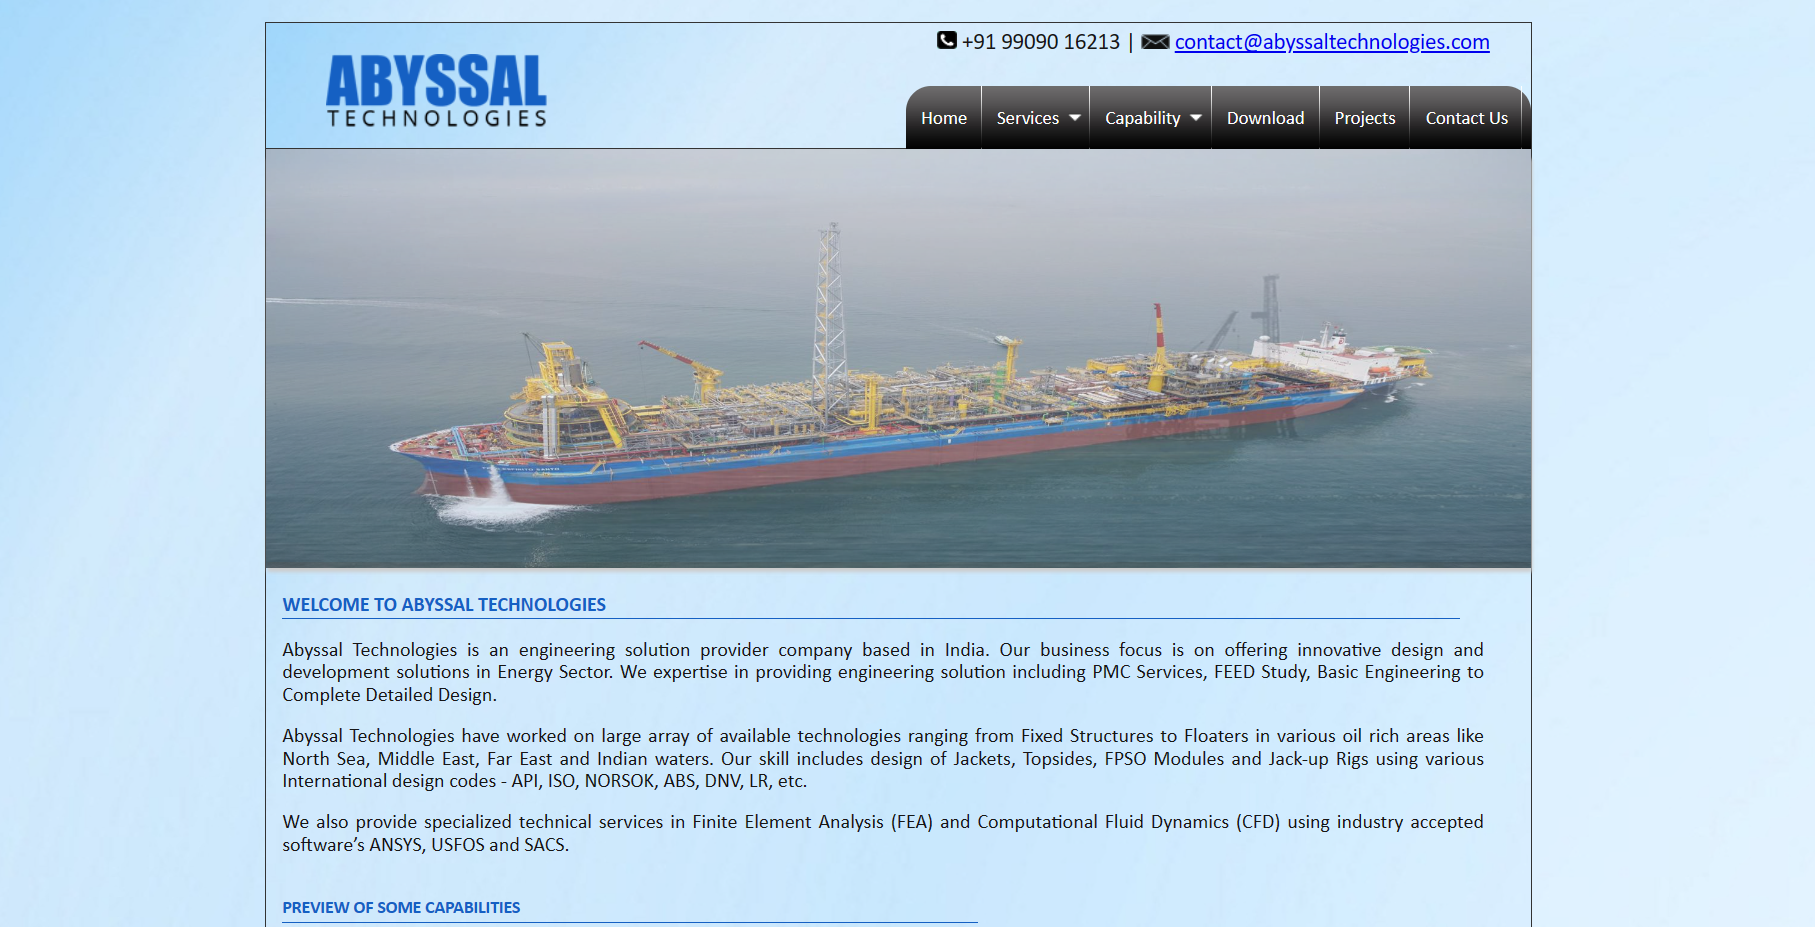 ABYSSAL
TECHNOLOGIES
+91 99090 16213 | contact@abyssaltechnologies.com
Home Services Capability Download Projects Contact Us
WELCOME TO ABYSSAL TECHNOLOGIES
Abyssal Technologies is an engineering solution provider company based in India. Our business focus is on offering innovative design and
development solutions in Energy Sector. We expertise in providing engineering solution including PMC Services, FEED Study, Basic Engineering to
Complete Detailed Design.
Abyssal Technologies have worked on large array of available technologies ranging from Fixed Structures to Floaters in various oil rich areas like
North Sea, Middle East, Far East and Indian waters. Our skill includes design of Jackets, Topsides, FPSO Modules and Jack-up Rigs using various
International design codes - API, ISO, NORSOK, ABS, DNV, LR, etc.
We also provide specialized technical services in Finite Element Analysis (FEA) and Computational Fluid Dynamics (CFD) using industry accepted
software’s ANSYS, USFOS and SACS.
PREVIEW OF SOME CAPABILITIES